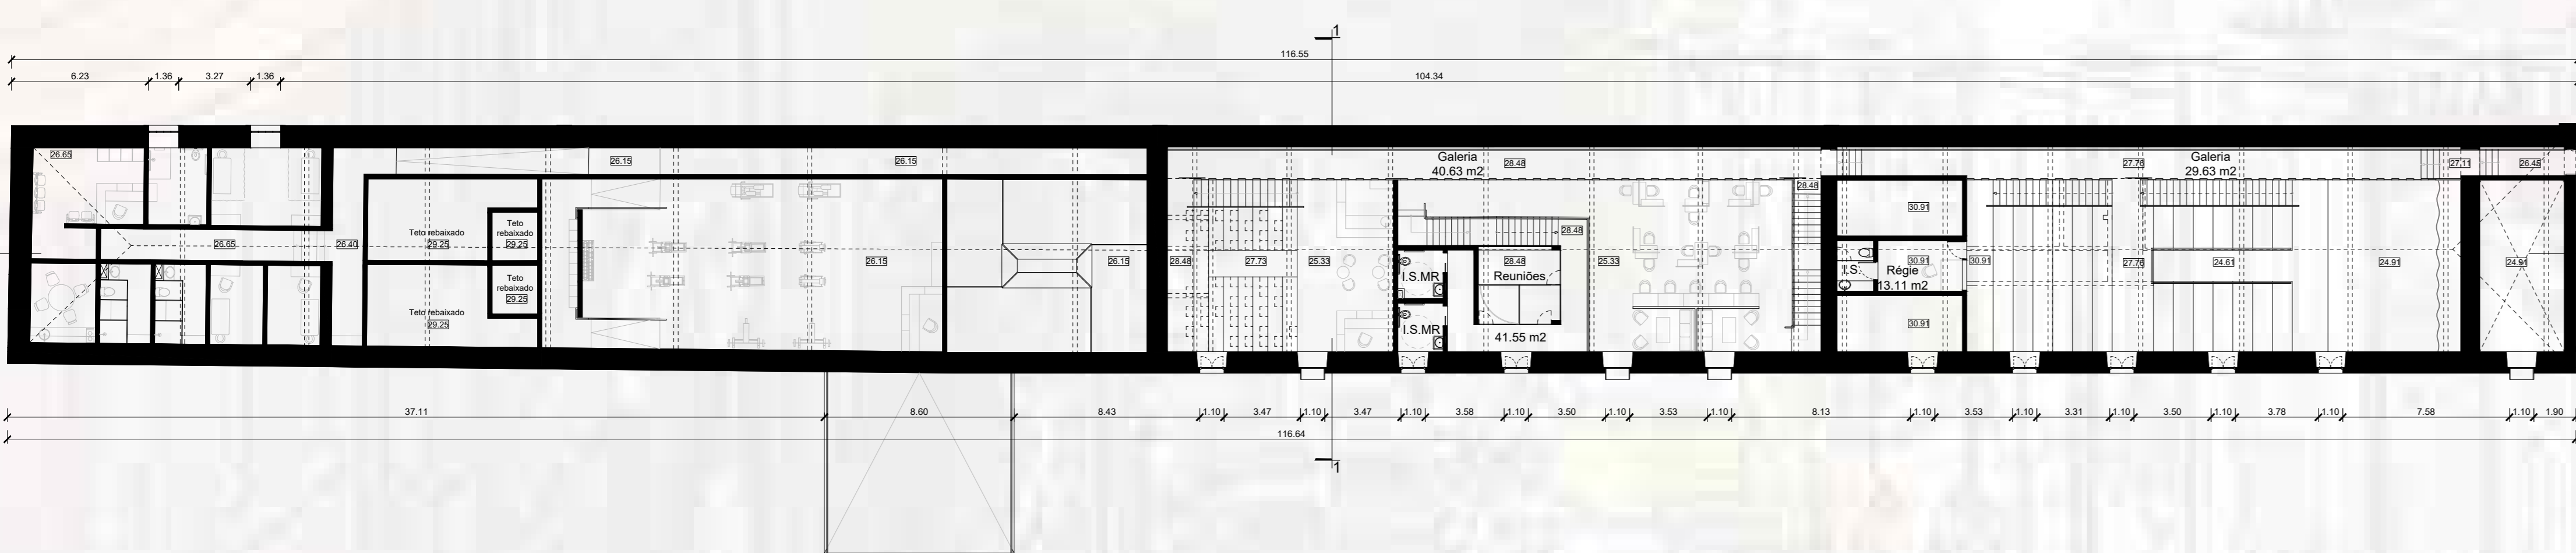 1
116.55
104.34
6.23 1.36 3.27 1.36
26.65
26.15
26.15
Galeria
40.63 m2
28.48
27.76
Galeria
29.63 m2
27.11
26.45
28.48
30.91
Teto
rebaixado
29.25
Teto rebaixado
29.25
28.48
26.65
26.40
26.15
26.15
28.48
27.73
25.33
I.S.MR
28.48
Reuniões
25.33
I.S.
30.91
Régie
13.11 m2
30.91
27.76
24.61
24.91
24.91
Teto
rebaixado
29.25
Teto rebaixado
29.25
I.S.MR
41.55 m2
30.91
37.11 8.60 8.43 1.10 3.47 1.10 3.47 1.10 3.58 1.10 3.50 1.10 3.53 1.10 8.13 1.10 3.53 1.10 3.31 1.10 3.50 1.10 3.78 1.10 7.58 1.10 1.90
116.64
1